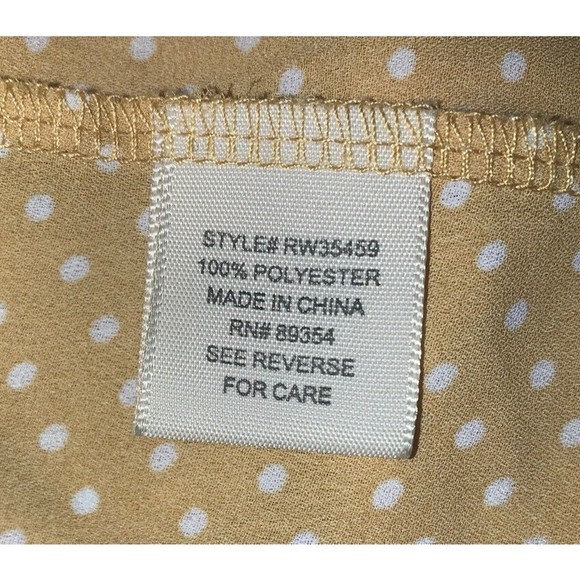 STYLE# RW35459
100% POLYESTER
MADE IN CHINA
RN# 89354
SEE REVERSE
FOR CARE